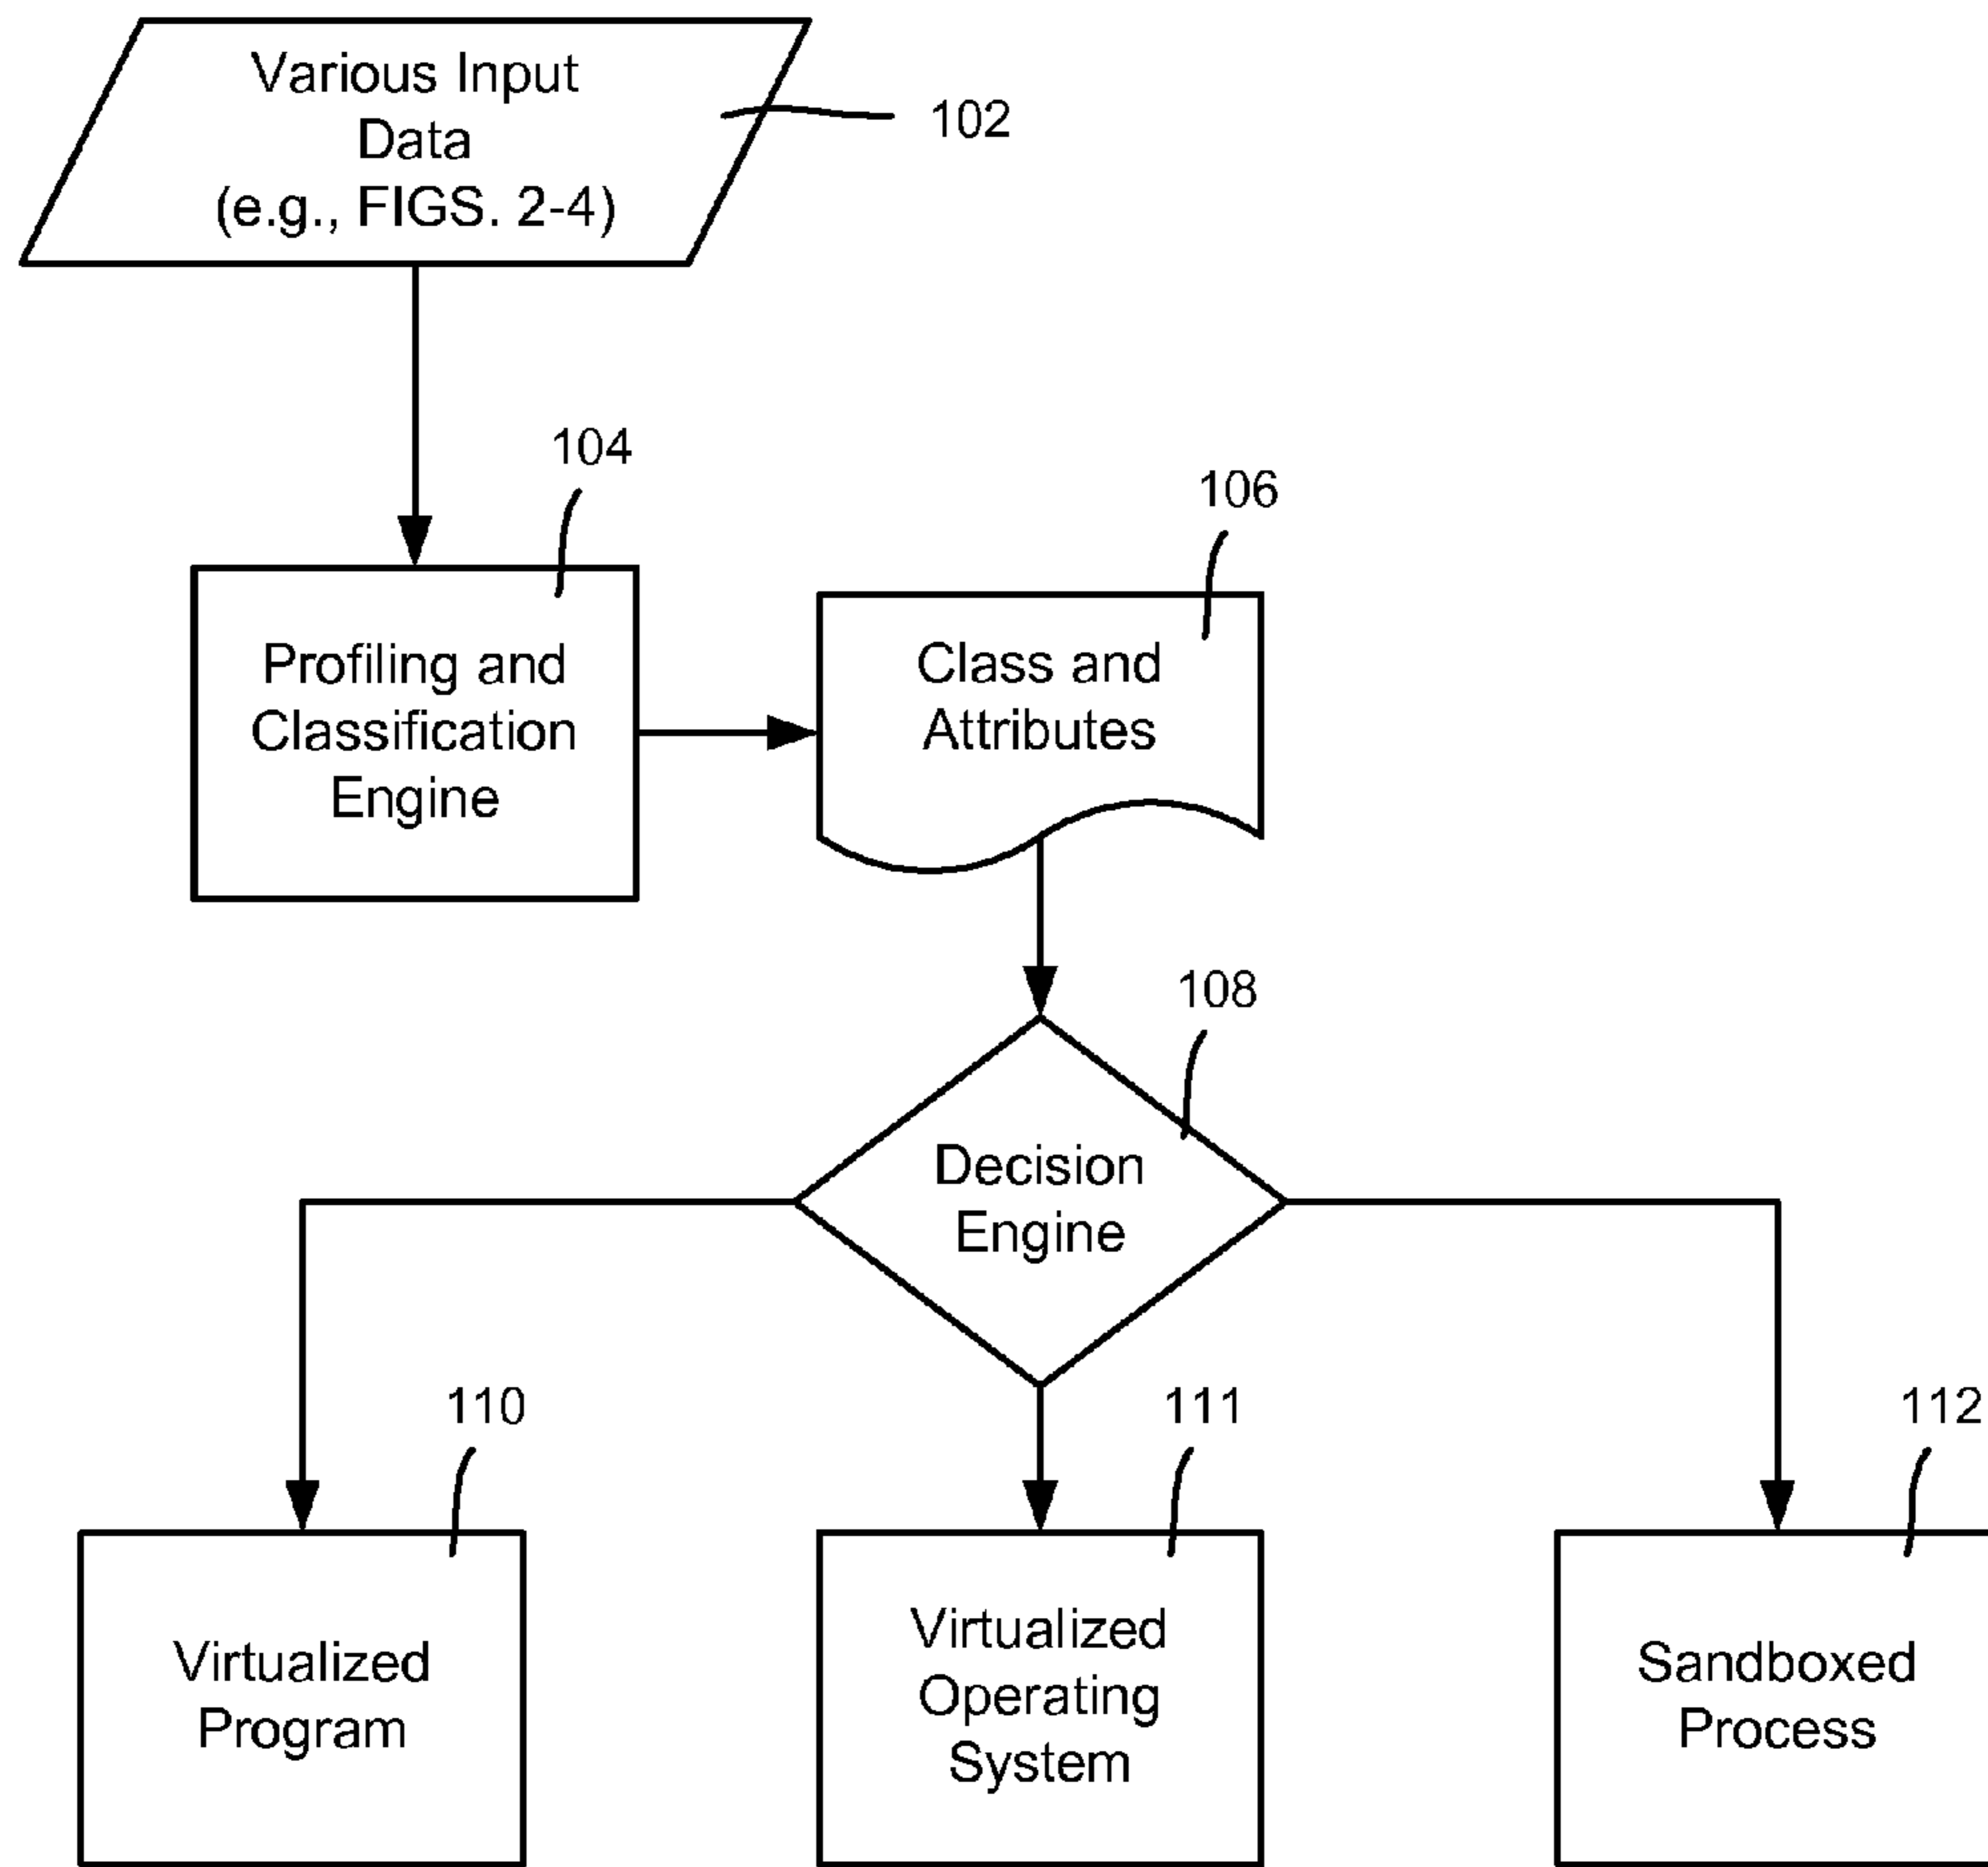 Various Input
Data
(e.g., FIGS. 2-4)
102
104
Profiling and
Classification
Engine
106
Class and
Attributes
108
Decision
Engine
110
Virtualized
Program
111
Virtualized
Operating
System
112
Sandboxed
Process